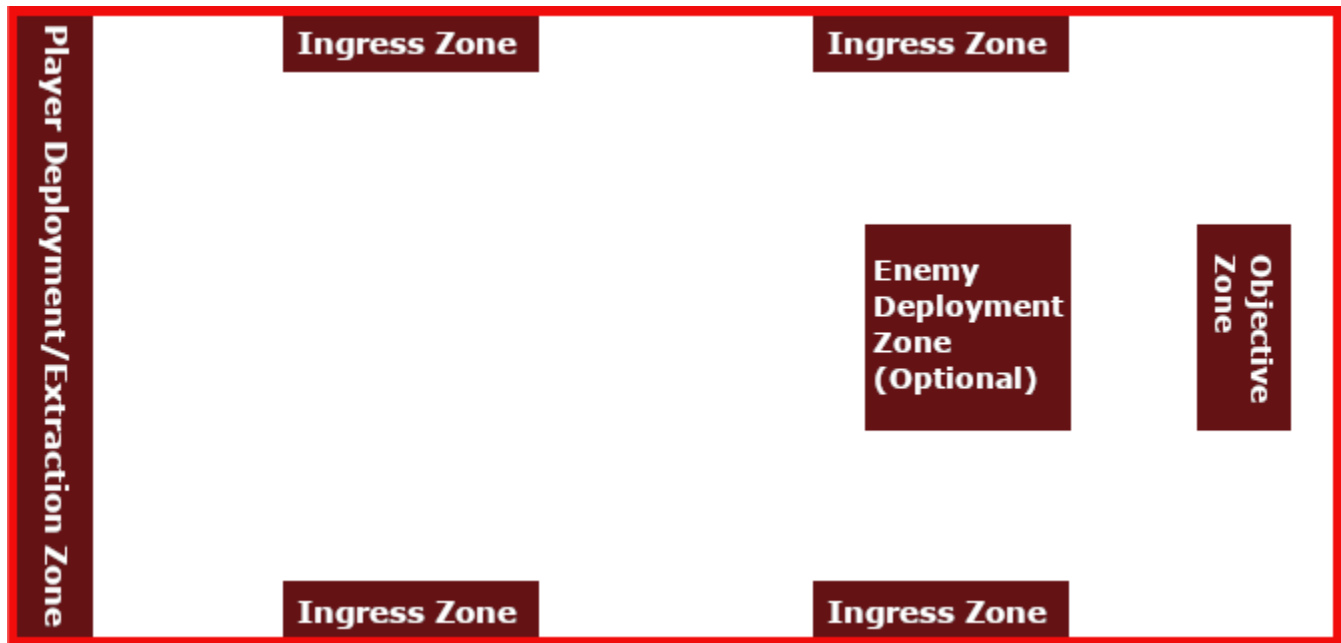 Player Deployment/Extraction Zone
Ingress Zone
Ingress Zone
Enemy
Deployment
Zone
(Optional)
Objective
Zone
Ingress Zone
Ingress Zone